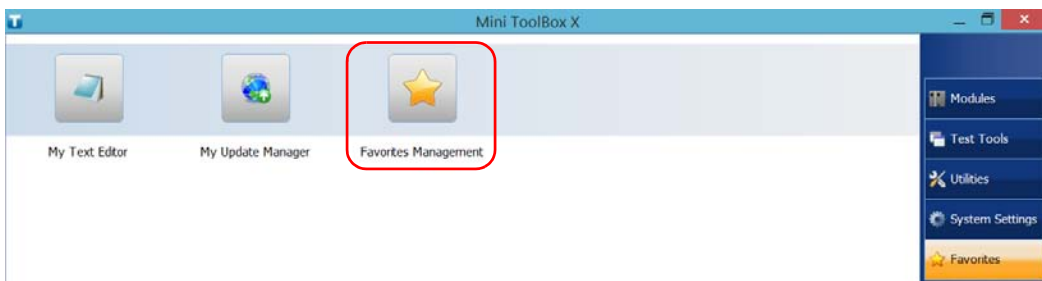 Mini ToolBox X
My Text Editor
My Update Manager
Favorites Management
Modules
Test Tools
Utilities
System Settings
Favorites